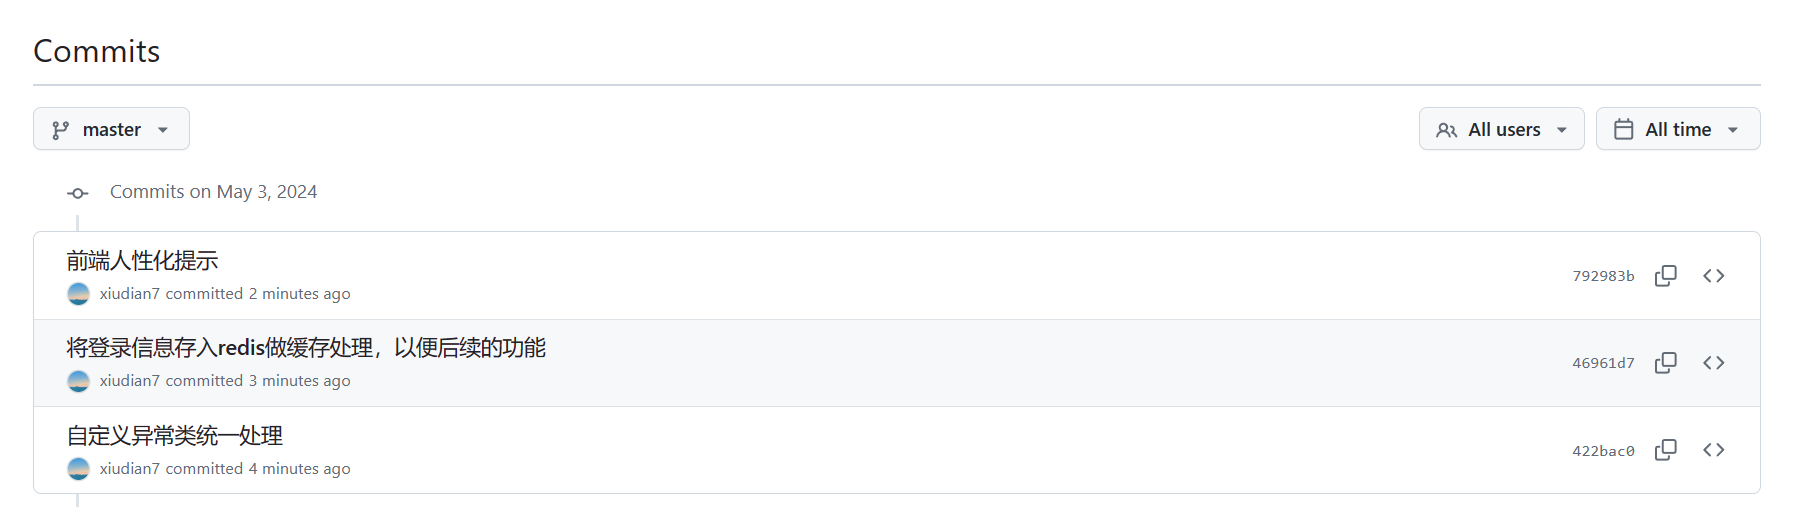 Commits
master
All users
All time
Commits on May 3, 2024
前端人性化提示
xiudian7 committed 2 minutes ago
792983b
将登录信息存入redis做缓存处理，以便后续的功能
xiudian7 committed 3 minutes ago
46961d7
自定义异常类统一处理
xiudian7 committed 4 minutes ago
422bac0